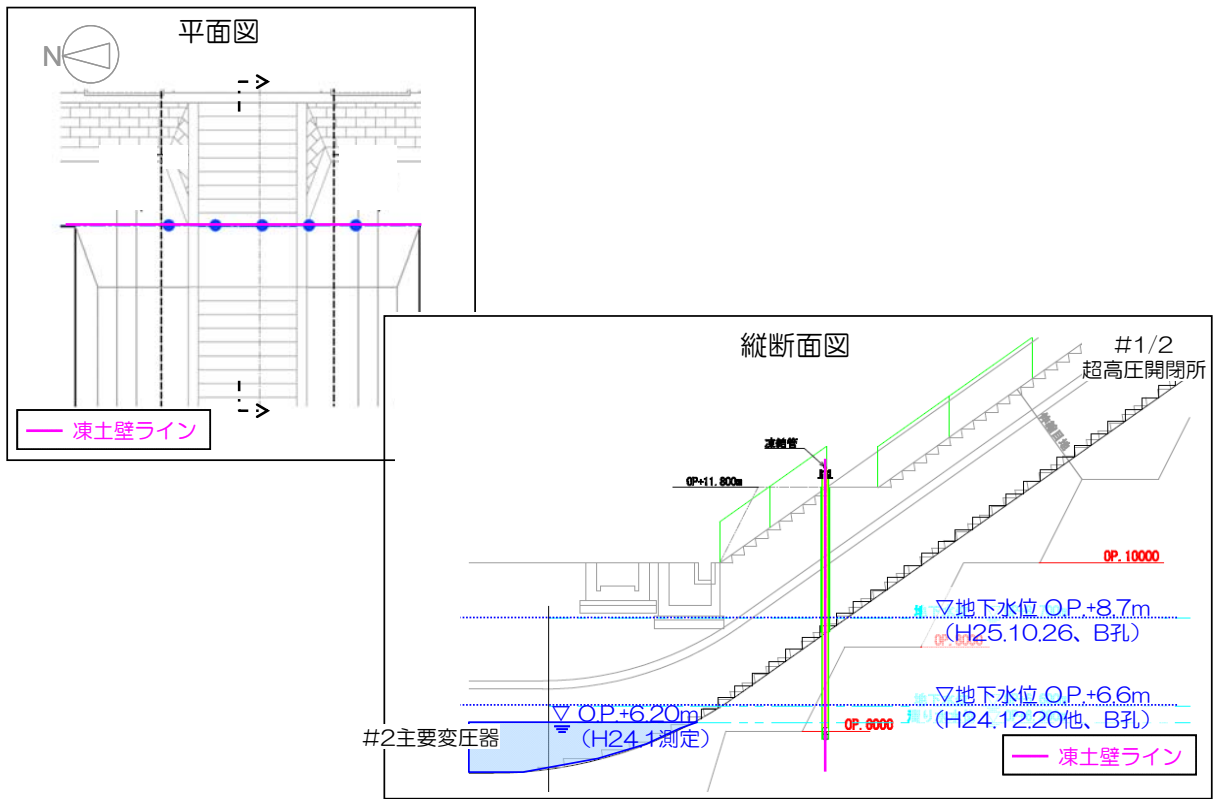 平面図
N
凍土壁ライン
縦断面図
#1/2
超高圧開閉所
凍結管
OP+11.800m
OP.10000
▽地下水位 O.P.+8.7m
(H25.10.26、B孔)
▽地下水位 O.P.+6.6m
(H24.12.20他、B孔)
▽ O.P.+6.20m
(H24.1測定)
OP.6000
#2主要変圧器
凍土壁ライン